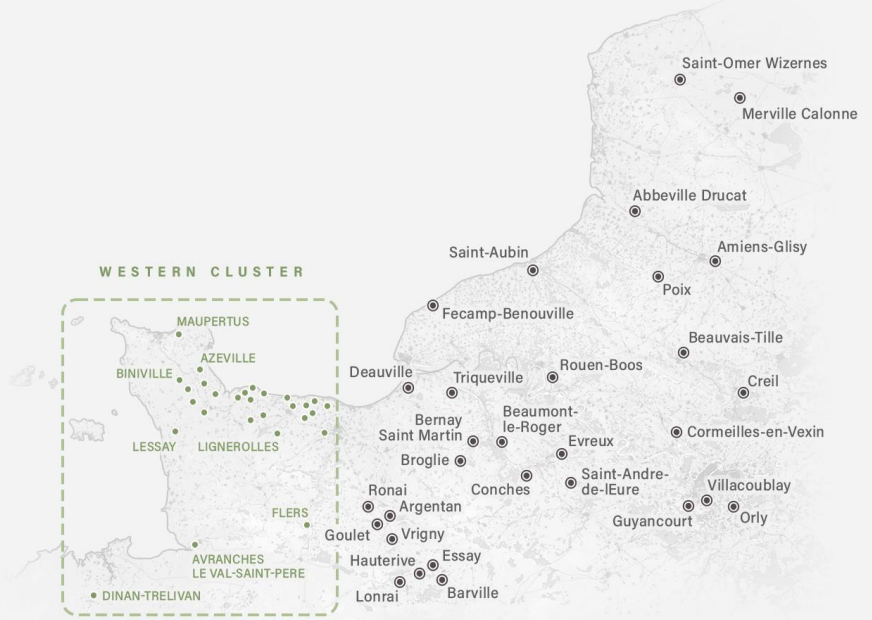 Saint-Omer Wizernes
Merville Calonne
Abbeville Drucat
Amiens-Glisy
Saint-Aubin
Poix
WESTERN CLUSTER
Fecamp-Benouville
MAUPERTUS
Beauvais-Tille
AZEVILLE
BINIVILLE
Deauville
Triqueville
Rouen-Boos
Creil
Bernay
Saint Martin
Beaumont-
le-Roger
Cormeilles-en-Vexin
LESSAY
LIGNEROLLES
Evreux
Broglie
Conches
Saint-Andre-
de-lEure
Villacoublay
Ronai
Argentan
Guyancourt
Orly
FLERS
Goulet
Vrigny
AVRANCHES
LE VAL-SAINT-PERE
Hauterive
Essay
Lonrai
Barville
DINAN-TRELIVAN